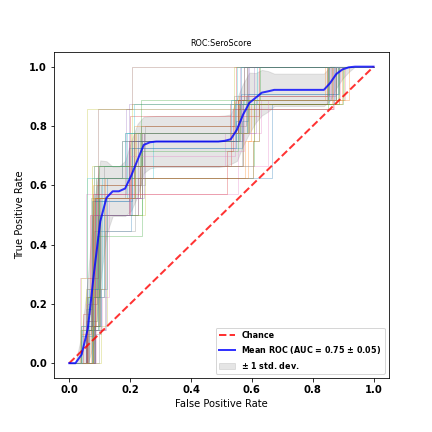 ROC:SeroScore
True Positive Rate
1.0
0.8
0.6
0.4
0.2
0.0
Chance
Mean ROC (AUC = 0.75 ± 0.05)
± 1 std. dev.
0.0 0.2 0.4 0.6 0.8 1.0
False Positive Rate